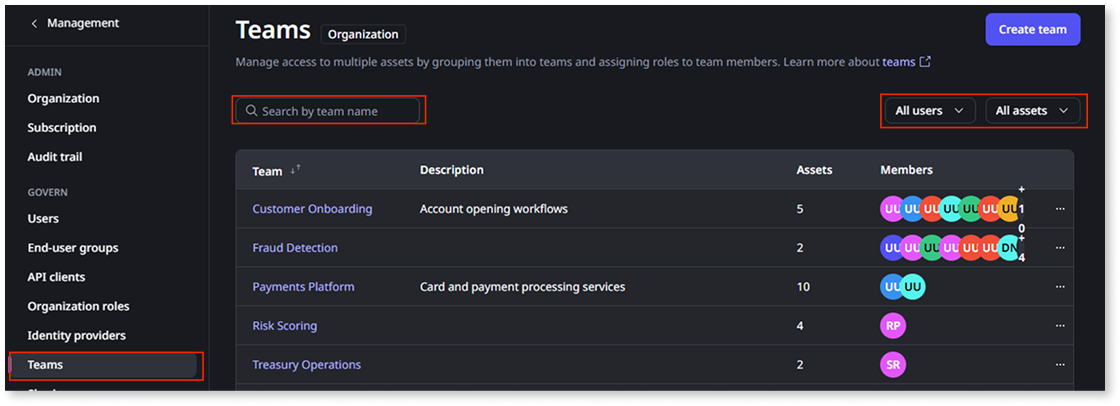 Management
ADMIN
Organization
Subscription
Audit trail
GOVERN
Users
End-user groups
API clients
Organization roles
Identity providers
Teams
Teams Organization
Create team
Manage access to multiple assets by grouping them into teams and assigning roles to team members. Learn more about teams
Search by team name
All users
All assets
Team Description Assets Members
Customer Onboarding Account opening workflows 5 UU UU UU UU UU UU UU +10 ...
Fraud Detection 2 UU UU UU UU UU UU DN +4 ...
Payments Platform Card and payment processing services 10 UU UU ...
Risk Scoring 4 RP ...
Treasury Operations 2 SR ...